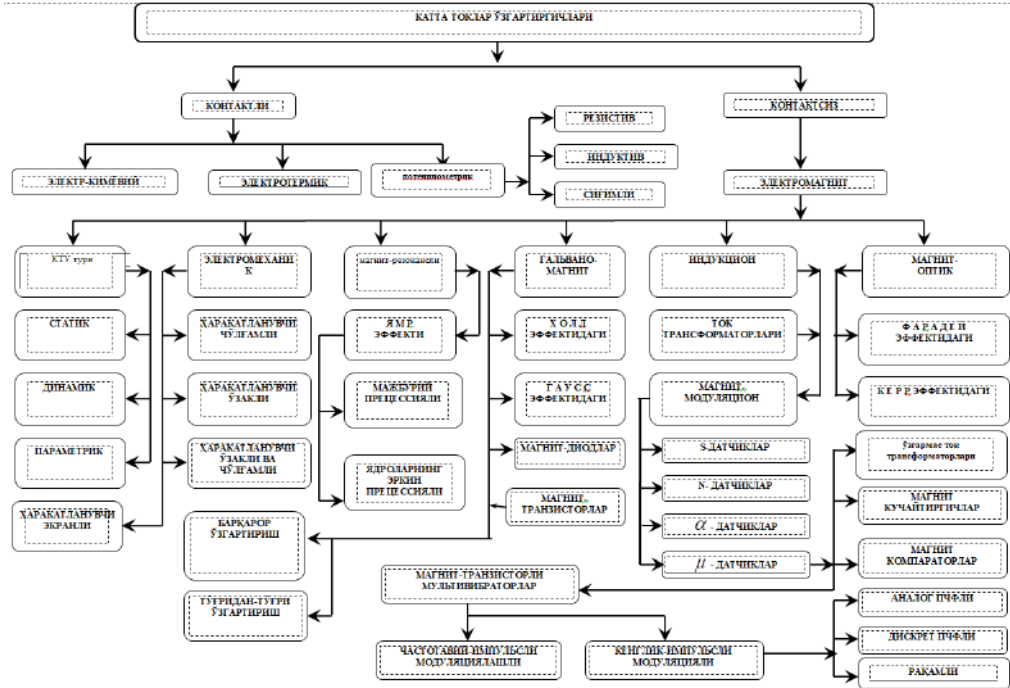 КАТТА ТОКЛАР ЎЗГАРТИРГИЧЛАРИ
КОНТАКТЛИ
КОНТАКТСИЗ
РЕЗИСТИВ
ИНДУКТИВ
СИҒИМЛИ
ЭЛЕКТР-КИМЁВИЙ
ЭЛЕКТРОТЕРМИК
потенциометрик
ЭЛЕКТРОМАГНИТ
КТУ тури
ЭЛЕКТРОМЕХАНИ
К
магнит-резонансли
ГАЛЬВАНО-
МАГНИТ
ИНДУКЦИОН
МАГНИТ-
ОПТИК
СТАТИК
ҲАРАКАТЛАНУВЧИ
ЧЎЛҒАМЛИ
ЯМР
ЭФФЕКТИ
ХОЛЛ
ЭФФЕКТИДАГИ
ТОК
ТРАНСФОРМАТОРЛАРИ
ФАРАДЕЙ
ЭФФЕКТИДАГИ
ДИНАМИК
ҲАРАКАТЛАНУВЧИ
ЎЗАКЛИ
МАЖБУРИЙ
ПРЕЦЕССИЯЛИ
ГАУСС
ЭФФЕКТИДАГИ
МАГНИТ
МОДУЛЯЦИОН
КЕРР ЭФФЕКТИДАГИ
ПАРАМЕТРИК
ҲАРАКАТЛАНУВЧИ
ЎЗАКЛИ ВА
ЧЎЛҒАМЛИ
ЯДРОЛАРНИНГ
ЭРКИН
ПРЕЦЕССИЯЛИ
МАГНИТ-ДИОДЛАР
S-ДАТЧИКЛАР
ўзгармас ток
трансформаторлари
ҲАРАКАТЛАНУВЧИ
ЭКРАНЛИ
БАРҚАРОР
ЎЗГАРТИРИШ
МАГНИТ
ТРАНЗИСТОРЛАР
N- ДАТЧИКЛАР
МАГНИТ
КУЧАЙТИРГИЧЛАР
α - ДАТЧИКЛАР
μ - ДАТЧИКЛАР
МАГНИТ
КОМПАРАТОРЛАР
ТУҒРИДАН-ТУҒРИ
ЎЗГАРТИРИШ
МАГНИТ-ТРАНЗИСТОРЛИ
МУЛЬТИВИБРАТОРЛАР
АНАЛОГ ПЧФЛИ
ЧАСТОТАВИЙ-ИМПУЛЬСЛИ
МОДУЛЯЦИЯЛАШЛИ
КЕНГЛИК-ИМПУЛЬСЛИ
МОДУЛЯЦИЯЛИ
ДИСКРЕТ ПЧФЛИ
РАҚАМЛИ